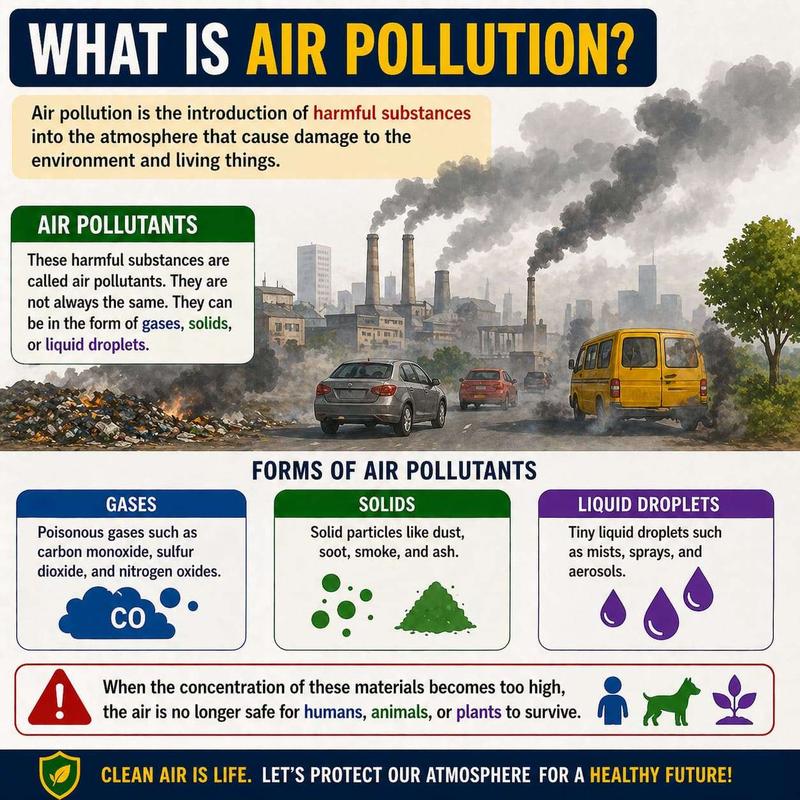 WHAT IS AIR POLLUTION?
Air pollution is the introduction of harmful substances
into the atmosphere that cause damage to the
environment and living things.
AIR POLLUTANTS
These harmful substances are
called air pollutants. They are
not always the same. They can
be in the form of gases, solids,
or liquid droplets.
FORMS OF AIR POLLUTANTS
GASES
Poisonous gases such as
carbon monoxide, sulfur
dioxide, and nitrogen oxides.
CO
SOLIDS
Solid particles like dust,
soot, smoke, and ash.
LIQUID DROPLETS
Tiny liquid droplets such
as mists, sprays, and
aerosols.
!
When the concentration of these materials becomes too high,
the air is no longer safe for humans, animals, or plants to survive.
CLEAN AIR IS LIFE. LET'S PROTECT OUR ATMOSPHERE FOR A HEALTHY FUTURE!